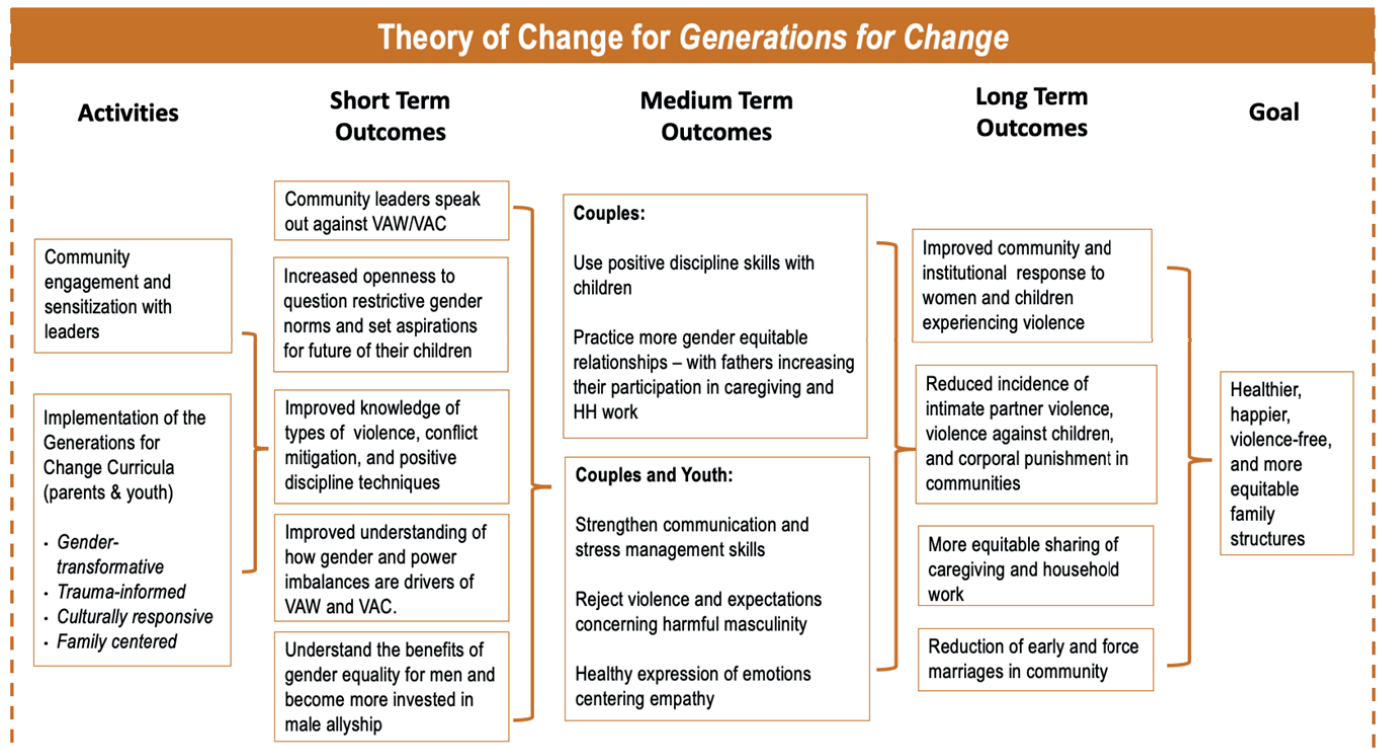 Theory of Change for Generations for Change
Activities
Community
engagement and
sensitization with
leaders
Implementation of the
Generations for
Change Curricula
(parents & youth)
• Gender-
transformative
• Trauma-informed
• Culturally responsive
• Family centered
Short Term
Outcomes
Community leaders speak
out against VAW/VAC
Increased openness to
question restrictive gender
norms and set aspirations
for future of their children
Improved knowledge of
types of violence, conflict
mitigation, and positive
discipline techniques
Improved understanding of
how gender and power
imbalances are drivers of
VAW and VAC.
Understand the benefits of
gender equality for men and
become more invested in
male allyship
Medium Term
Outcomes
Couples:
Use positive discipline skills with
children
Practice more gender equitable
relationships – with fathers increasing
their participation in caregiving and
HH work
Couples and Youth:
Strengthen communication and
stress management skills
Reject violence and expectations
concerning harmful masculinity
Healthy expression of emotions
centering empathy
Long Term
Outcomes
Improved community and
institutional response to
women and children
experiencing violence
Reduced incidence of
intimate partner violence,
violence against children,
and corporal punishment in
communities
More equitable sharing of
caregiving and household
work
Reduction of early and force
marriages in community
Goal
Healthier,
happier,
violence-free,
and more
equitable
family
structures